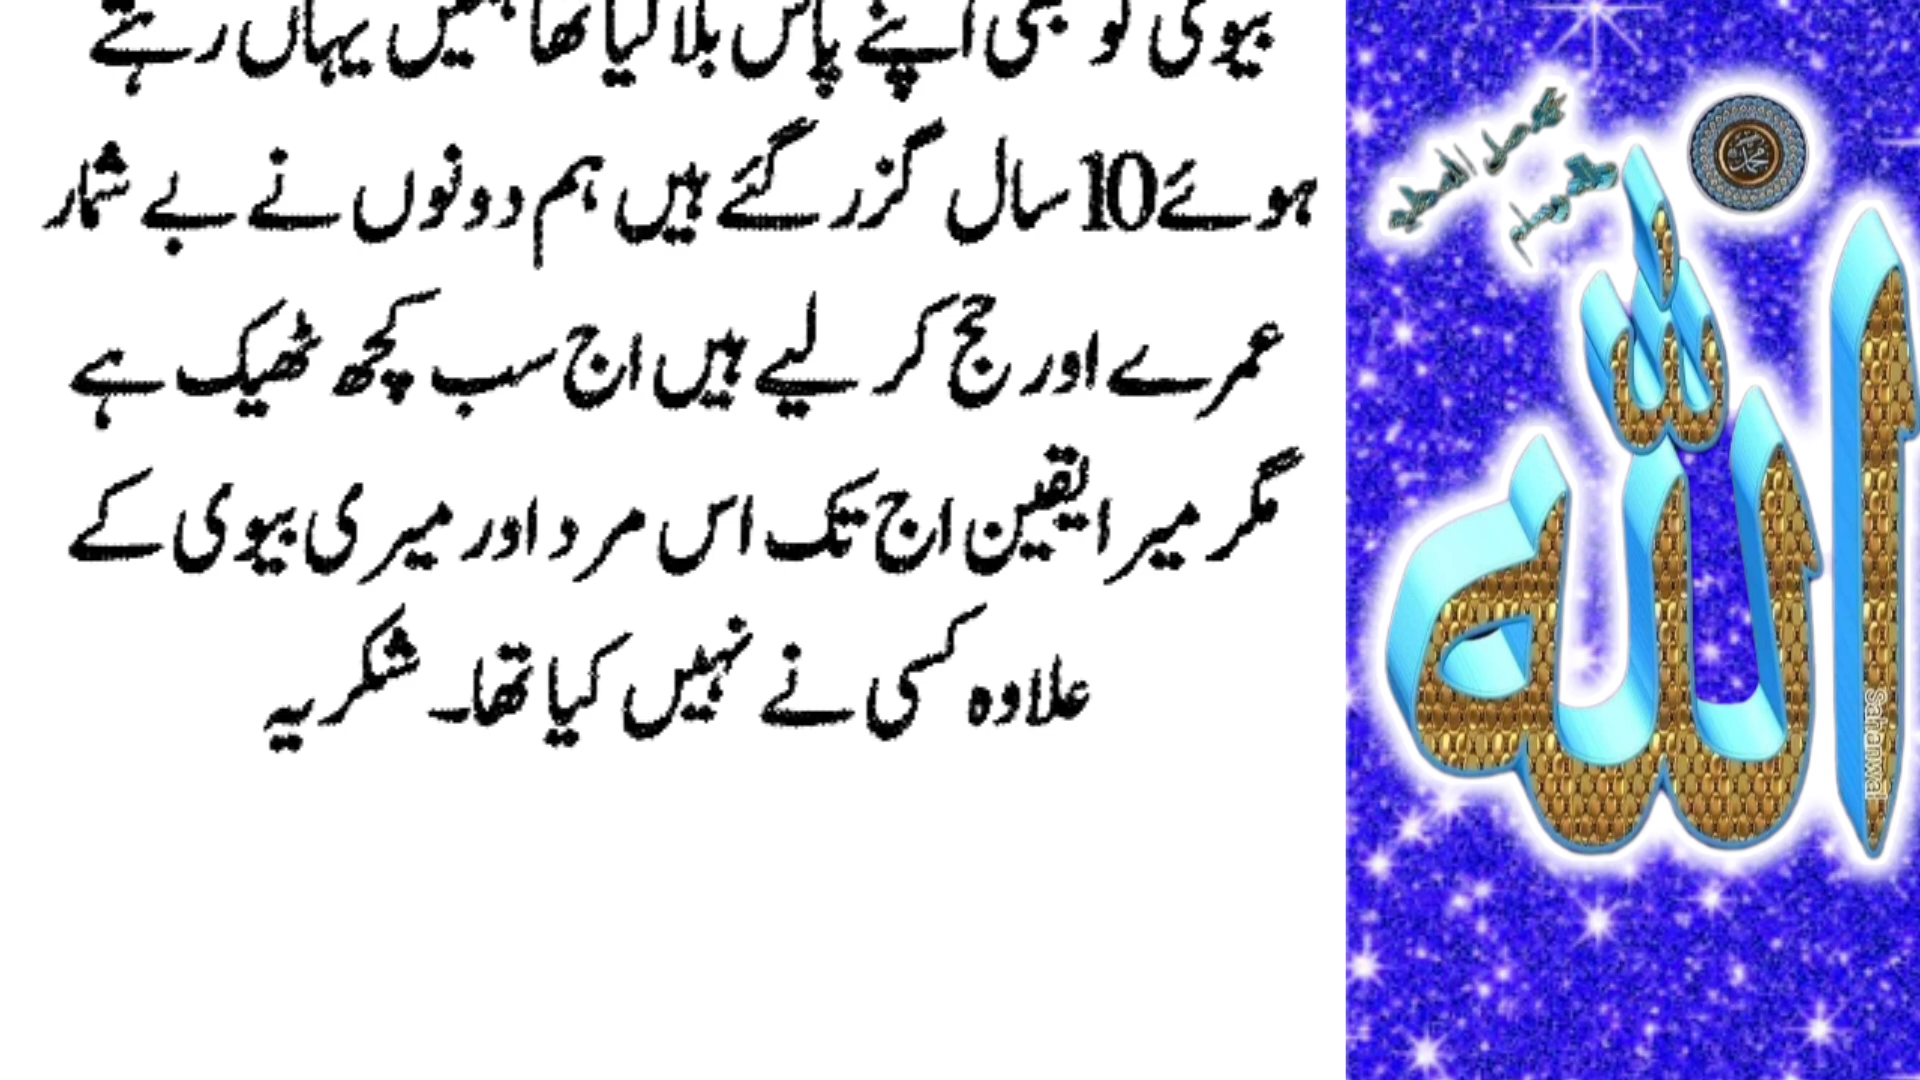 بیوی کو بھی اپنے پاس بلا لیا تھا ہمیں یہاں رہتے
ہوئے 10 سال گزر گئے ہیں ہم دونوں نے بے شمار
عمرے اور حج کر لیے ہیں اج سب کچھ ٹھیک ہے
مگر میرا یقین اج تک اس مرد اور میری بیوی کے
علاوہ کسی نے نہیں کیا تھا۔ شکریہ
محمد
الله
Sahanwal